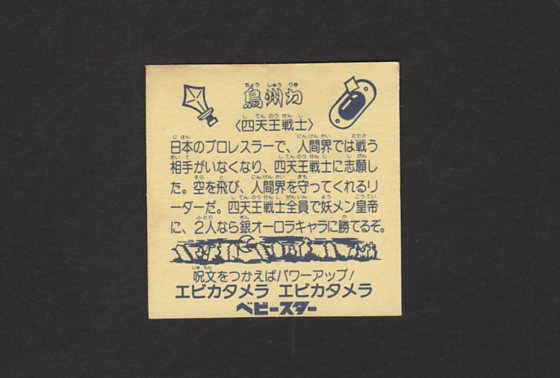 鳥州力
〈四天王戦士〉
日本のプロレスラーで、人間界では戦う
相手がいなくなり、四天王戦士に志願し
た。空を飛び、人間界を守ってくれるリ
ーダーだ。四天王戦士全員で妖メン皇帝
に、2人なら銀オーロラキャラに勝てるぞ。
呪文をつかえばパワーアップ!
エビカタメラ エビカタメラ
ベビースター